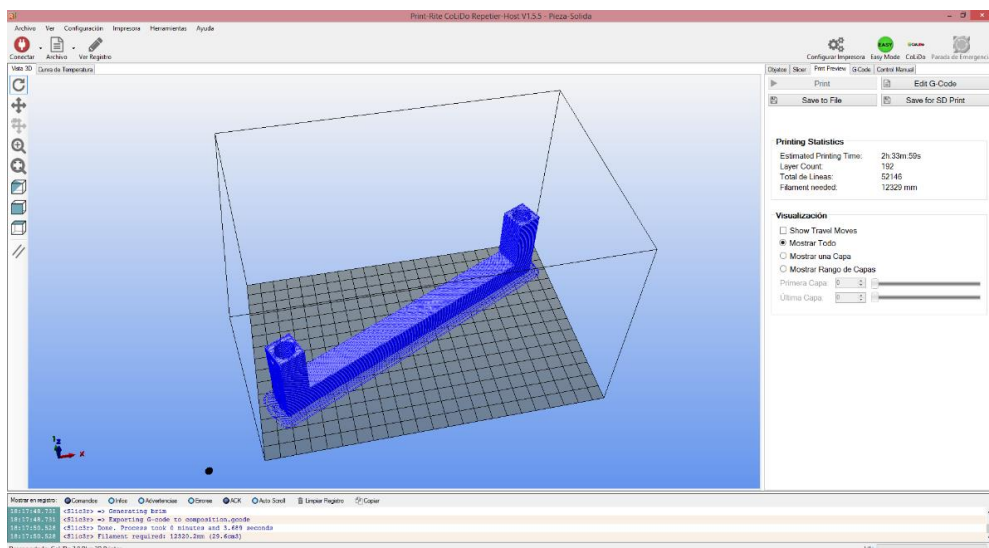 Print-Rite CoLiDo Repetier-Host V1.5.5 - Pieza-Solida
Archivo Ver Configuración Impresora Herramientas Ayuda
Conectar Archivo Ver Registro
Configurar Impresora Easy Mode CoLiDo Parada de Emergencia
EASY
Vista 3D Curva de Temperatura
Objetos Slicer Print Preview G-Code Control Manual
Print Edit G-Code
Save to File Save for SD Print
Printing Statistics
Estimated Printing Time: 2h:33m:59s
Layer Count: 192
Total de Lineas: 52146
Filament needed: 12329 mm
Visualización
Show Travel Moves
Mostrar Todo
Mostrar una Capa
Mostrar Rango de Capas
Primera Capa: 0
Última Capa: 0
X
Mostrar en registro: Comandos Infos Advertencias Errores ACK Auto Scroll Limpiar Registro Copiar
18:17:48.731 <Slic3r> => Generating brim
18:17:48.731 <Slic3r> => Exporting G-code to composition.gcode
18:17:50.528 <Slic3r> Done. Process took 0 minutes and 3.689 seconds
18:17:50.528 <Slic3r> Filament required: 12320.2mm (29.6cm3)